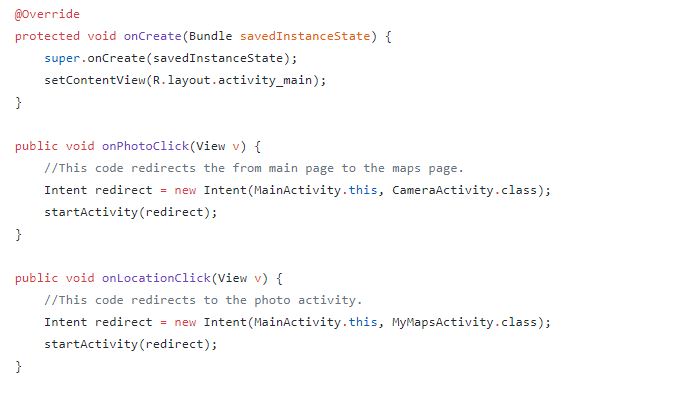 @Override
protected void onCreate(Bundle savedInstanceState) {
    super.onCreate(savedInstanceState);
    setContentView(R.layout.activity_main);
}

public void onPhotoClick(View v) {
    //This code redirects the from main page to the maps page.
    Intent redirect = new Intent(MainActivity.this, CameraActivity.class);
    startActivity(redirect);
}

public void onLocationClick(View v) {
    //This code redirects to the photo activity.
    Intent redirect = new Intent(MainActivity.this, MyMapsActivity.class);
    startActivity(redirect);
}